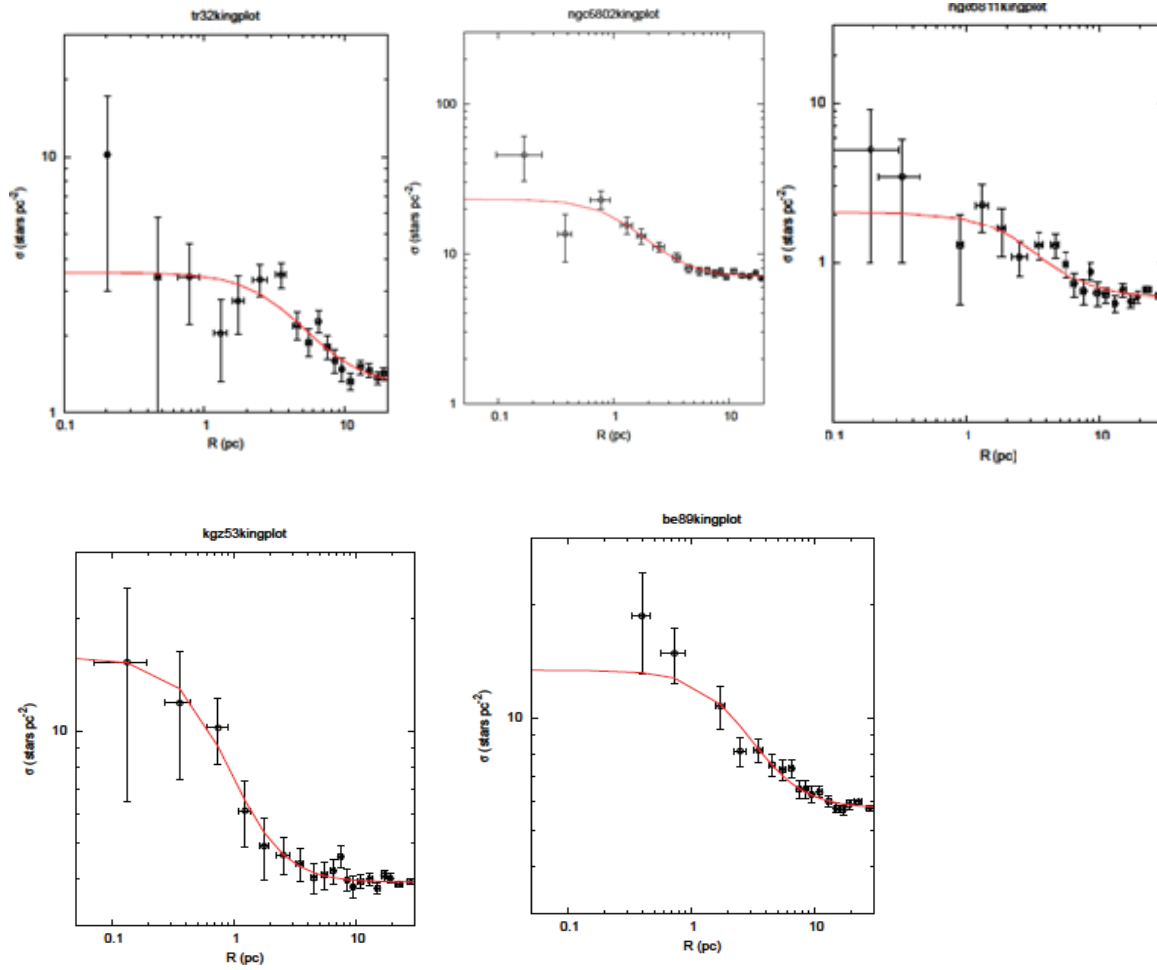 tr32kingplot
10
1
σ (stars pc-2)
0.1 1 10
R (pc)
ngc6802kingplot
100
10
1
σ (stars pc-2)
0.1 1 10
R (pc)
ngc6811kingplot
10
1
σ (stars pc-2)
0.1 1 10
R (pc)
kgz53kingplot
10
σ (stars pc-2)
0.1 1 10
R (pc)
be89kingplot
10
σ (stars pc-2)
0.1 1 10
R (pc)